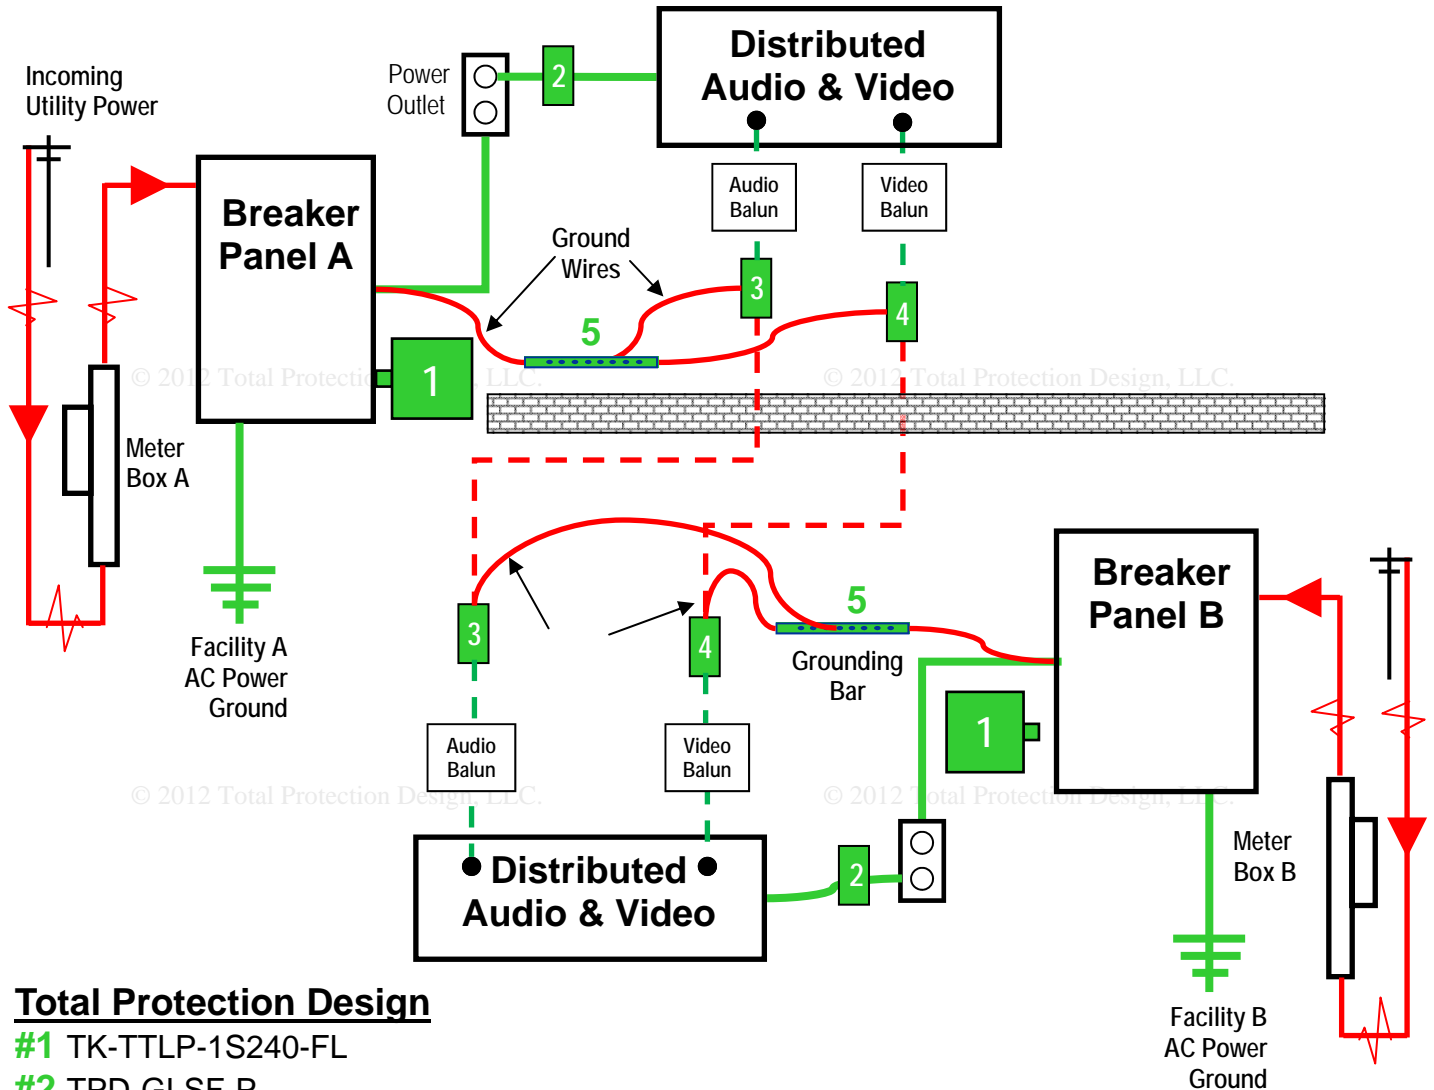 Incoming
Utility Power
Power
Outlet
2
Distributed
Audio & Video
Audio
Balun
Video
Balun
Breaker
Panel A
Ground
Wires
3
4
5
1
© 2012 Total Protection Design, LLC.
© 2012 Total Protection Design, LLC.
Meter
Box A
Facility A
AC Power
Ground
3
4
5
Grounding
Bar
Breaker
Panel B
1
Audio
Balun
Video
Balun
© 2012 Total Protection Design, LLC.
© 2012 Total Protection Design, LLC.
Distributed
Audio & Video
2
Meter
Box B
Facility B
AC Power
Ground
Total Protection Design
#1 TK-TTLP-1S240-FL